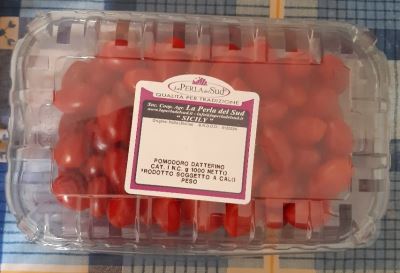 La PERLA del Sud
QUALITÀ PER TRADIZIONE
Soc. Coop. Agr. La Perla del Sud
"SICILY"
POMODORO DATTERINO
CAT. I N.C. g 1000 NETTO
PRODOTTO SOGGETTO A CALO
PESO